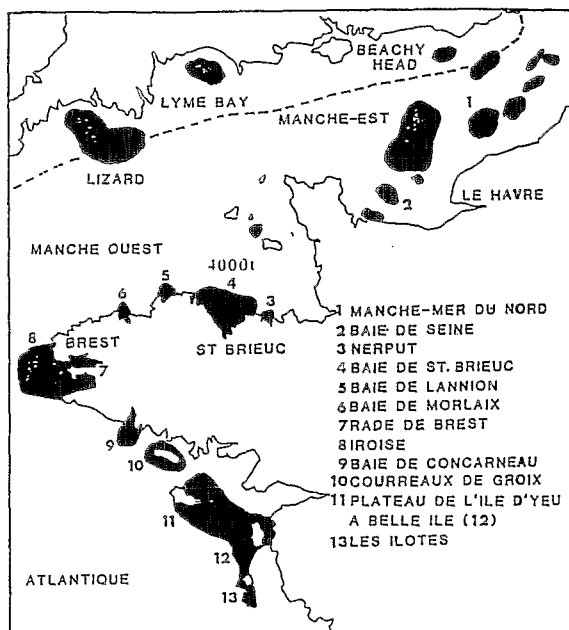 BEACHY
HEAD
LYME BAY
MANCHE-EST
1
LIZARD
LE HAVRE
2
MANCHE OUEST
4000t
5
4
6
3
8
BREST
ST BRIEUC
7
1 MANCHE-MER DU NORD
2 BAIE DE SEINE
3 NERPUT
4 BAIE DE ST. BRIEUC
5 BAIE DE LANNION
6 BAIE DE MORLAIX
7 RADE DE BREST
8 IROISE
9 BAIE DE CONCARNEAU
10 COURREAUX DE GROIX
11 PLATEAU DE L'ILE D'YEU
A BELLE ILE (12)
13 LES ILOTES
9
10
11
12
ATLANTIQUE
13